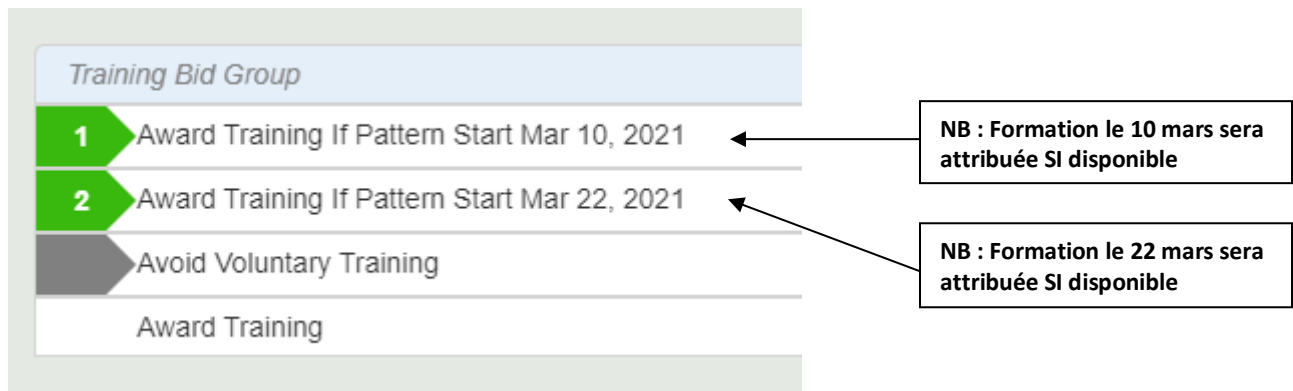 Training Bid Group
1 Award Training If Pattern Start Mar 10, 2021
NB : Formation le 10 mars sera
attribuée SI disponible
2 Award Training If Pattern Start Mar 22, 2021
Avoid Voluntary Training
NB : Formation le 22 mars sera
attribuée SI disponible
Award Training